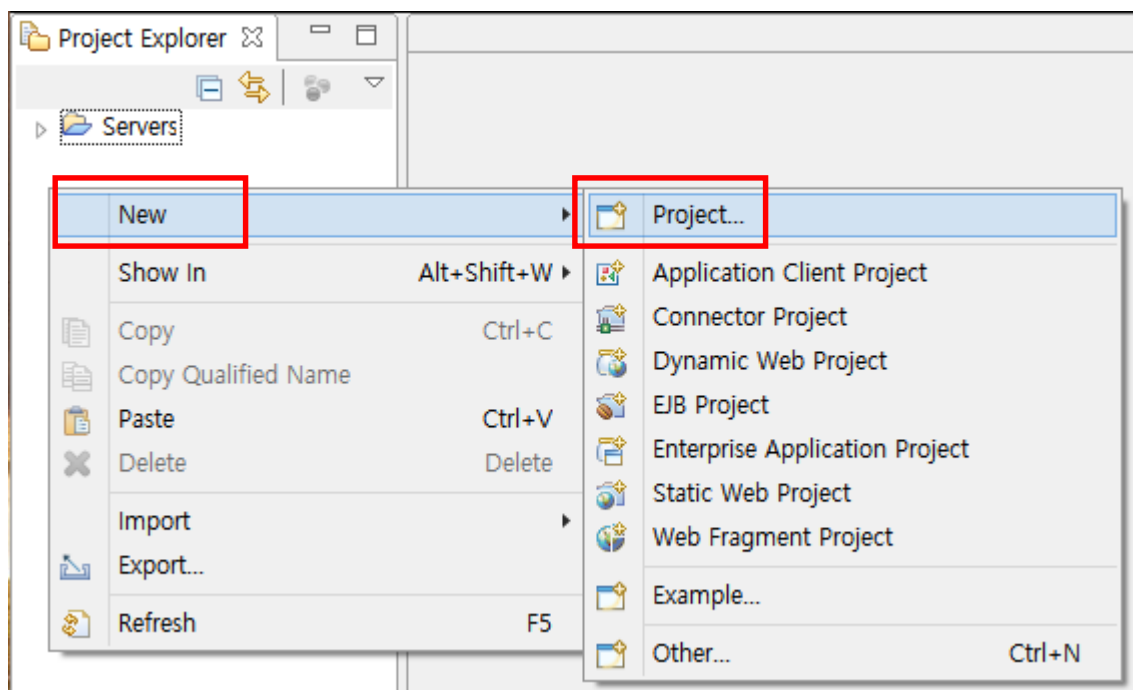 Project Explorer
Servers
New
Show In Alt+Shift+W
Copy Ctrl+C
Copy Qualified Name
Paste Ctrl+V
Delete Delete
Import
Export...
Refresh F5
Project...
Application Client Project
Connector Project
Dynamic Web Project
EJB Project
Enterprise Application Project
Static Web Project
Web Fragment Project
Example...
Other... Ctrl+N